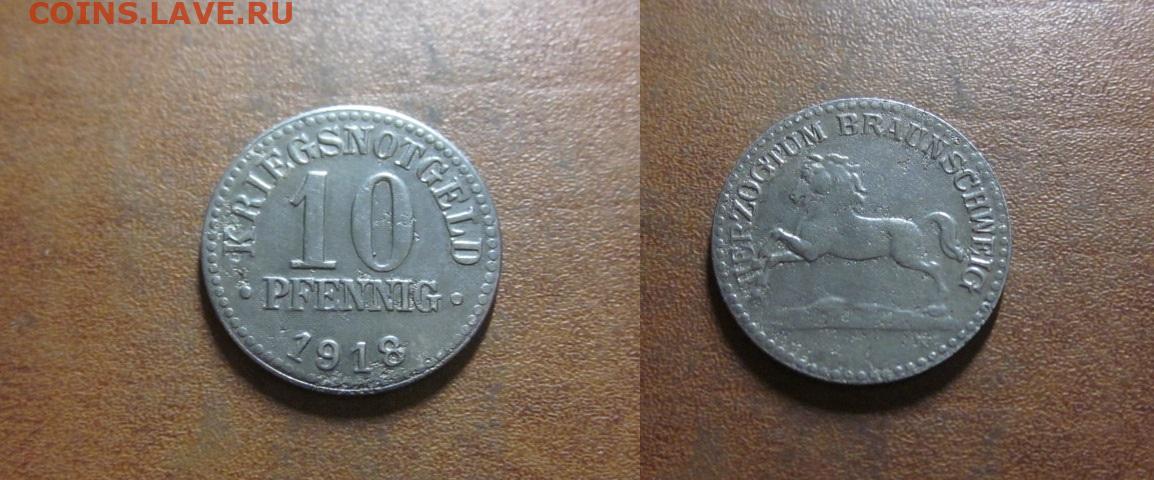 COINS.LAVE.RU
KRIEGSNOTGELD
10
PFENNIG
1918
HERZOGTUM BRAUNSCHWEIG